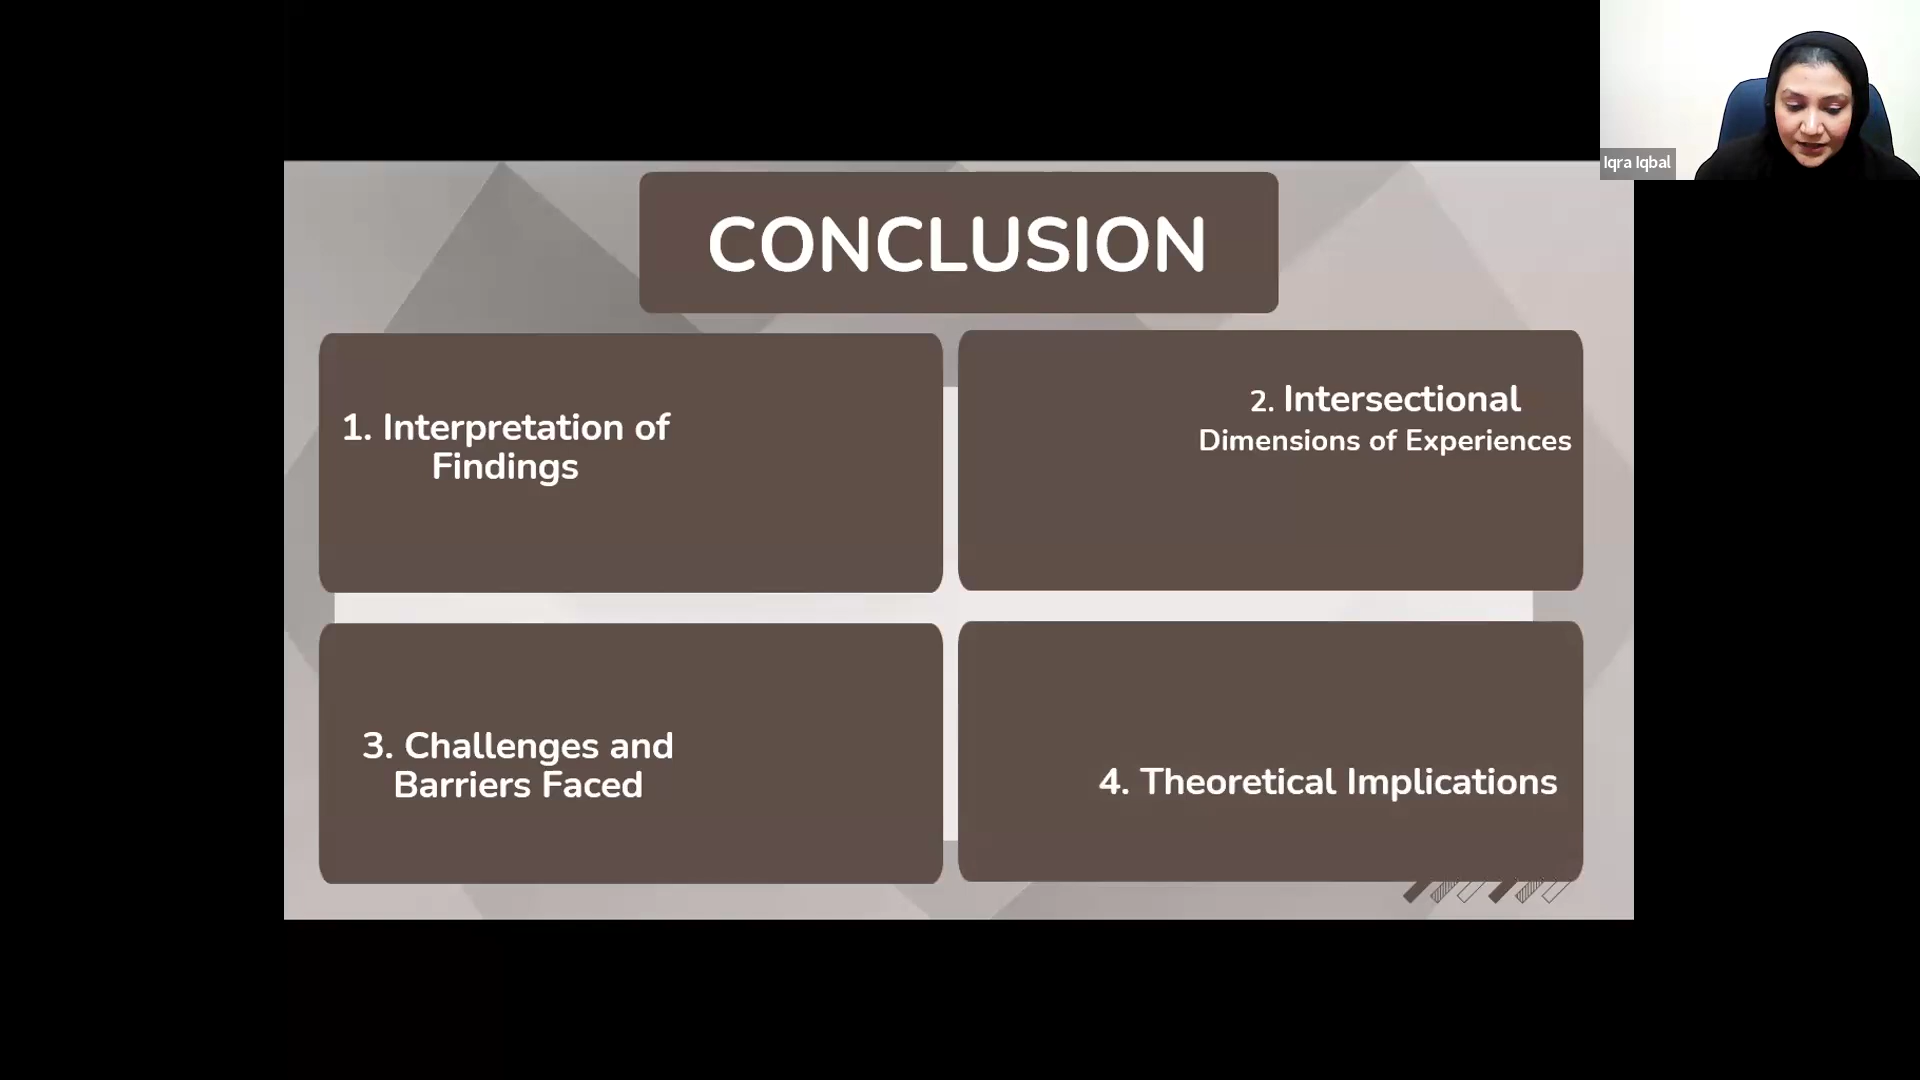 Iqra Iqbal
CONCLUSION
1. Interpretation of
Findings
2. Intersectional
Dimensions of Experiences
3. Challenges and
Barriers Faced
4. Theoretical Implications